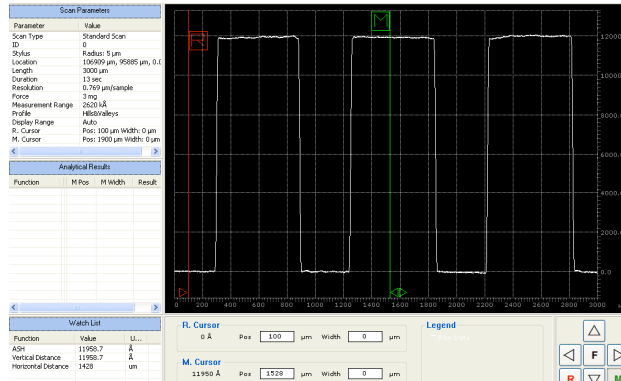 Scan Parameters
Parameter Value
Scan Type Standard Scan
ID 0
Stylus Radius: 5 µm
Location 106909 µm, 95885 µm, 0.0
Length 3000 µm
Duration 13 sec
Resolution 0.769 µm/sample
Force 3 mg
Measurement Range 2620 kÅ
Profile Hills&Valleys
Display Range Auto
R. Cursor Pos: 100 µm Width: 0 µm
M. Cursor Pos: 1900 µm Width: 0 µm
Analytical Results
Function M Pos M Width Result
Watch List
Function Value U...
ASH 11958.7 Å
Vertical Distance 11958.7 Å
Horizontal Distance 1428 um
R
M
12000
10000.
8000.0
6000.0
4000.0
2000.0
0.0
0 200 400 600 800 1000 1200 1400 1600 1800 2000 2200 2400 2600 2800 3000
R. Cursor
0 Å Pos 100 µm Width 0 µm
M. Cursor
11950 Å Pos 1528 µm Width 0 µm
Legend
F
R M